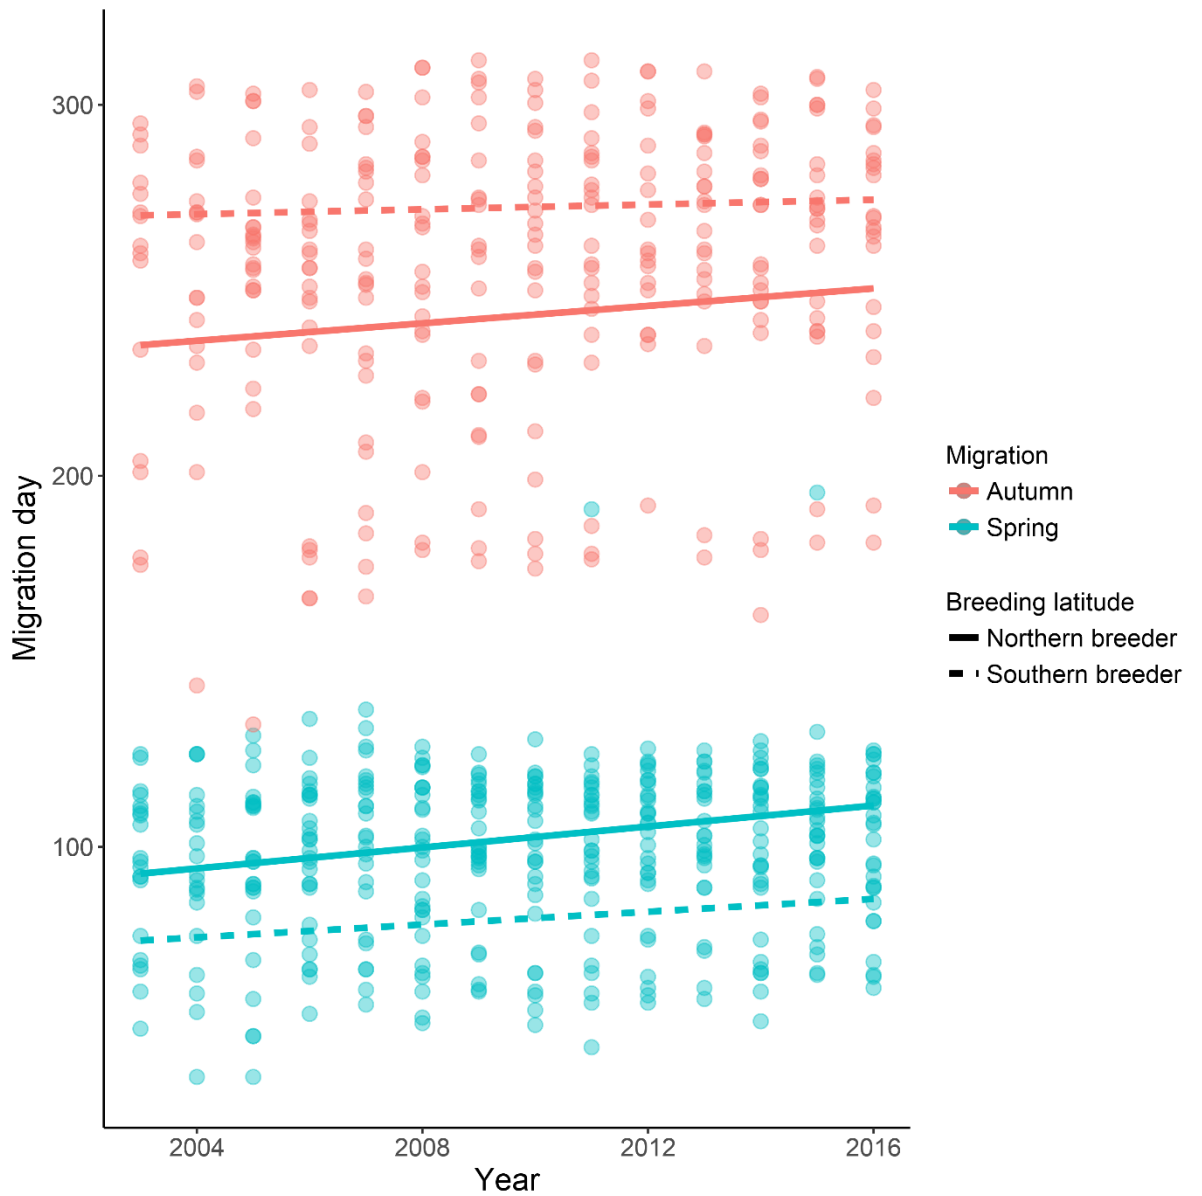 300
200
100
Migration day
2004
2008
2012
2016
Year
Migration
Autumn
Spring
Breeding latitude
Northern breeder
Southern breeder